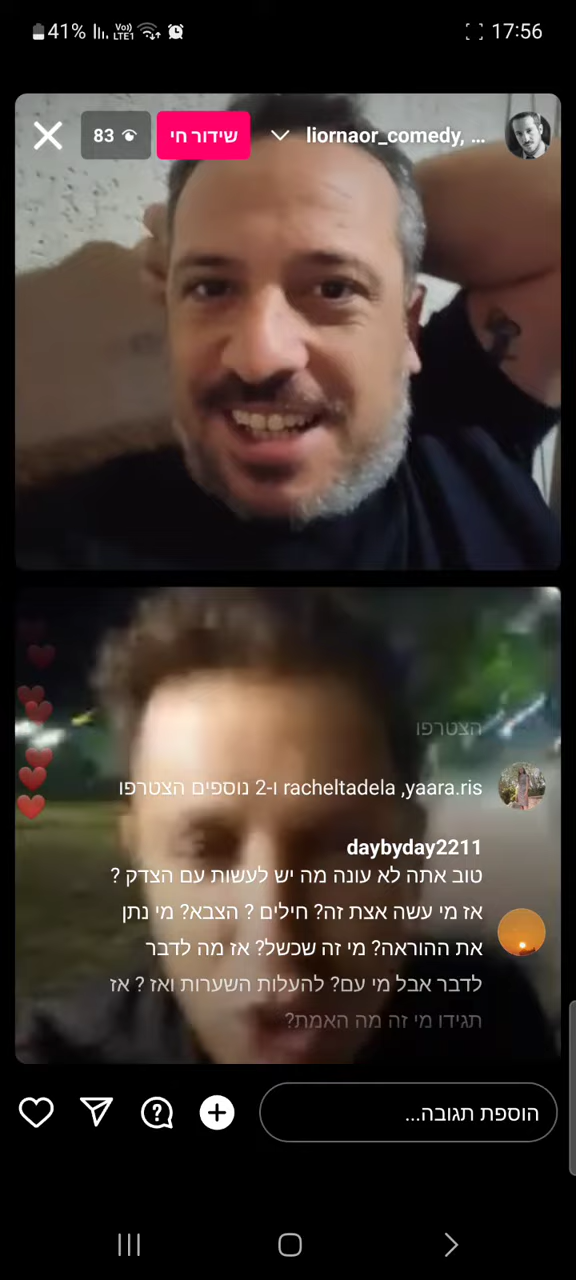 41% Vo) LTE1 17:56
liornaor_comedy, ... שידור חי 83
הצטרפו
racheltadela ,yaara.ris ו-2 נוספים הצטרפו
daybyday2211
טוב אתה לא עונה מה יש לעשות עם הצדק ?
אז מי עשה אצת זה? חילים ? הצבא? מי נתן
את ההוראה? מי זה שכשל? אז מה לדבר
לדבר אבל מי עם? להעלות השערות ואז ? אז
תגידו מי זה מה האמת?
הוספת תגובה...